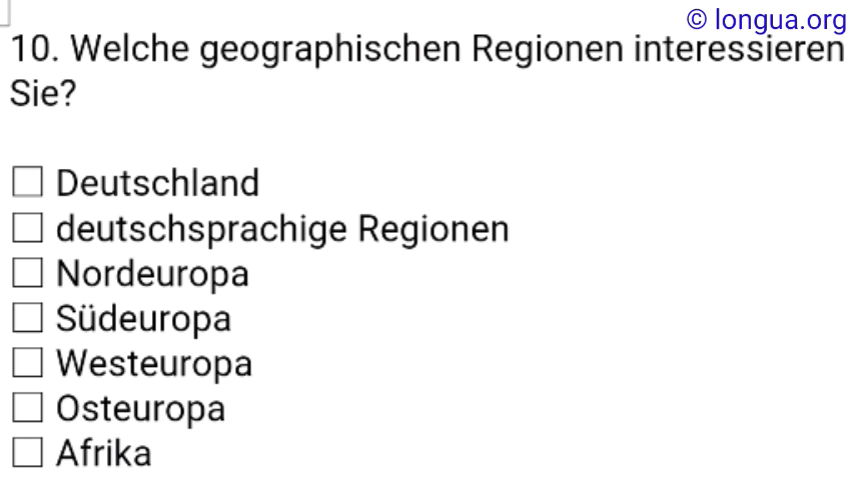 © longua.org
10. Welche geographischen Regionen interessieren
Sie?
Deutschland
deutschsprachige Regionen
Nordeuropa
Südeuropa
Westeuropa
Osteuropa
Afrika